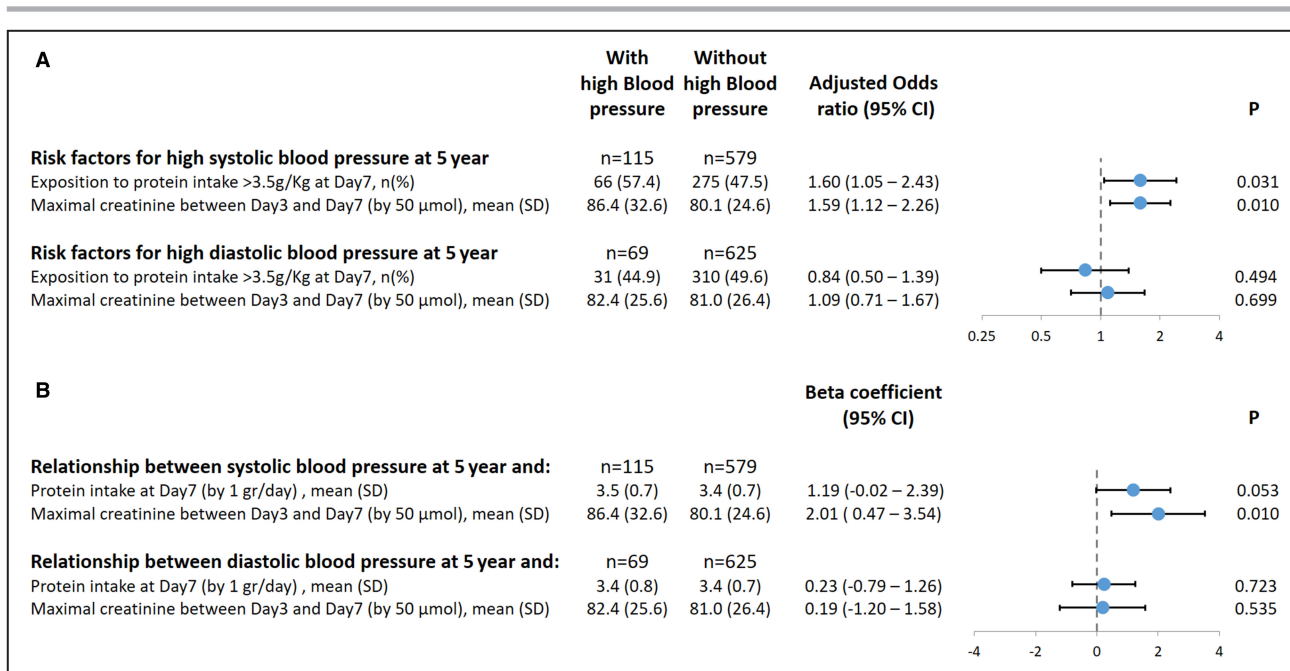 A
With
high Blood
pressure
Without
high Blood
pressure
Adjusted Odds
ratio (95% CI)
P
Risk factors for high systolic blood pressure at 5 year n=115 n=579
Exposition to protein intake >3.5g/Kg at Day7, n(%) 66 (57.4) 275 (47.5) 1.60 (1.05 – 2.43) 0.031
Maximal creatinine between Day3 and Day7 (by 50 µmol), mean (SD) 86.4 (32.6) 80.1 (24.6) 1.59 (1.12 – 2.26) 0.010
Risk factors for high diastolic blood pressure at 5 year n=69 n=625
Exposition to protein intake >3.5g/Kg at Day7, n(%) 31 (44.9) 310 (49.6) 0.84 (0.50 – 1.39) 0.494
Maximal creatinine between Day3 and Day7 (by 50 µmol), mean (SD) 82.4 (25.6) 81.0 (26.4) 1.09 (0.71 – 1.67) 0.699
0.25 0.5 1 2 4
B
Beta coefficient
(95% CI)
P
Relationship between systolic blood pressure at 5 year and: n=115 n=579
Protein intake at Day7 (by 1 gr/day) , mean (SD) 3.5 (0.7) 3.4 (0.7) 1.19 (-0.02 – 2.39) 0.053
Maximal creatinine between Day3 and Day7 (by 50 µmol), mean (SD) 86.4 (32.6) 80.1 (24.6) 2.01 ( 0.47 – 3.54) 0.010
Relationship between diastolic blood pressure at 5 year and: n=69 n=625
Protein intake at Day7 (by 1 gr/day) , mean (SD) 3.4 (0.8) 3.4 (0.7) 0.23 (-0.79 – 1.26) 0.723
Maximal creatinine between Day3 and Day7 (by 50 µmol), mean (SD) 82.4 (25.6) 81.0 (26.4) 0.19 (-1.20 – 1.58) 0.535
-4 -2 0 2 4